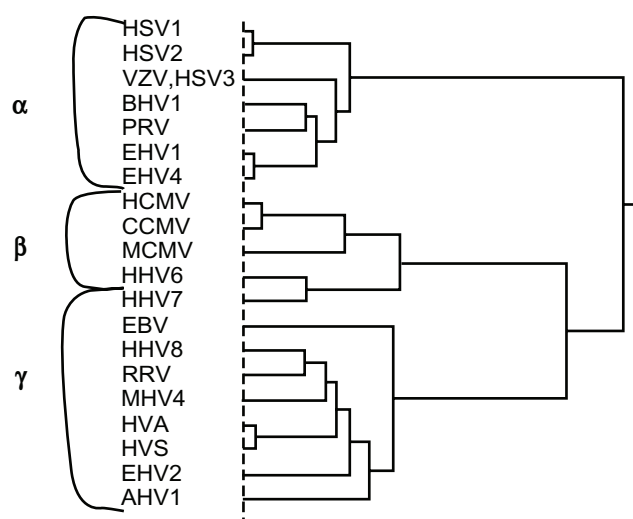 HSV1
HSV2
VZV,HSV3
α
BHV1
PRV
EHV1
EHV4
HCMV
CCMV
β
MCMV
HHV6
HHV7
EBV
HHV8
γ
RRV
MHV4
HVA
HVS
EHV2
AHV1